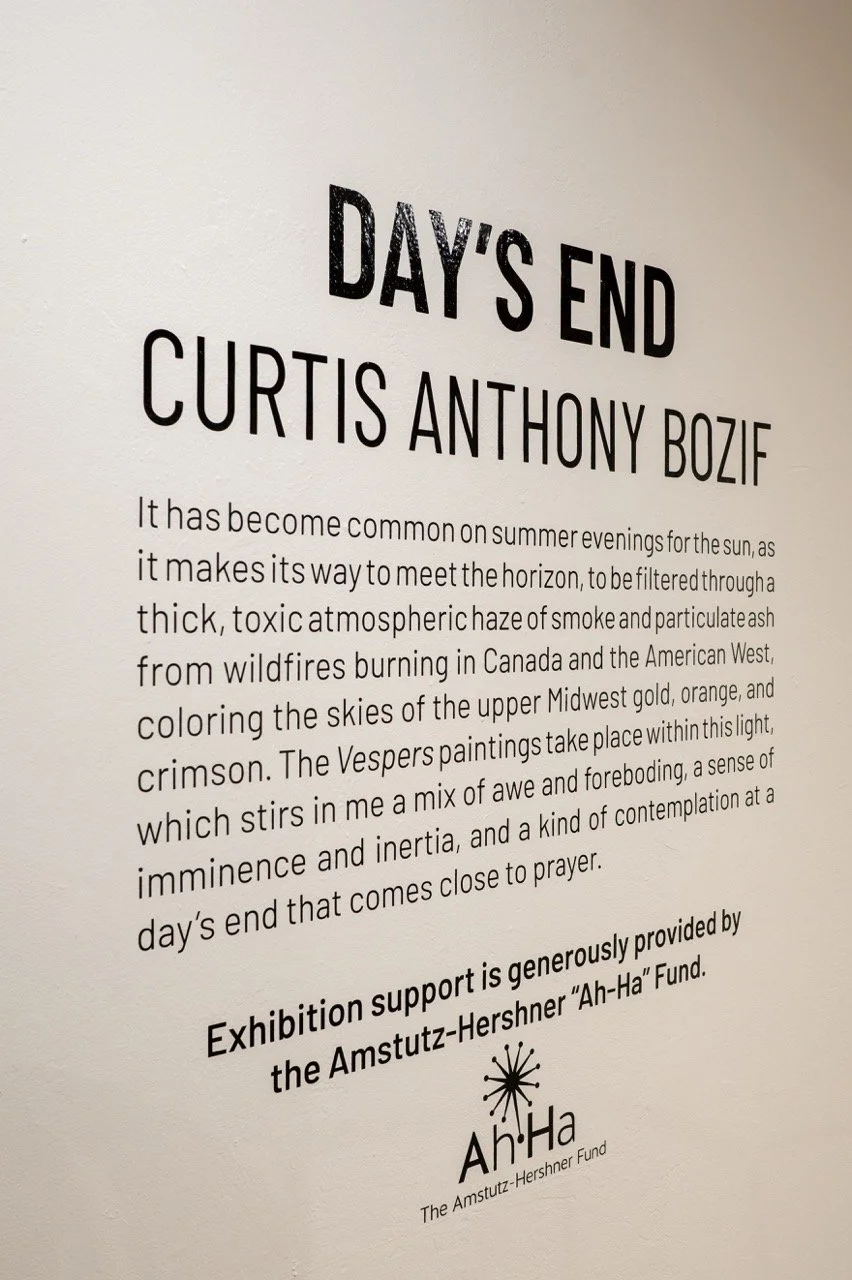 DAY'S END
CURTIS ANTHONY BOZIF
It has become common on summer evenings for the sun, as
it makes its way to meet the horizon, to be filtered through a
thick, toxic atmospheric haze of smoke and particulate ash
from wildfires burning in Canada and the American West,
coloring the skies of the upper Midwest gold, orange, and
crimson. The Vespers paintings take place within this light,
which stirs in me a mix of awe and foreboding, a sense of
imminence and inertia, and a kind of contemplation at a
day's end that comes close to prayer.
Exhibition support is generously provided by
the Amstutz-Hershner "Ah-Ha" Fund.
Ah·Ha
The Amstutz-Hershner Fund